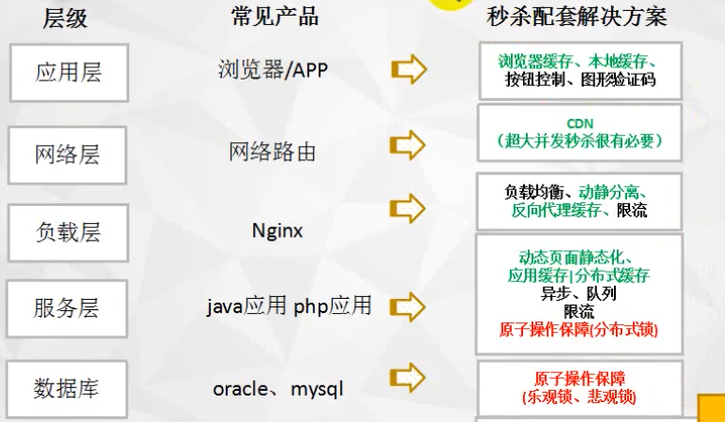 层级 常见产品 秒杀配套解决方案
应用层 浏览器/APP 浏览器缓存、本地缓存、
按钮控制、图形验证码
网络层 网络路由 CDN
（超大并发秒杀很有必要）
负载层 Nginx 负载均衡、动静分离、
反向代理缓存、限流
服务层 java应用 php应用 动态页面静态化、
应用缓存|分布式缓存
异步、队列
限流
原子操作保障(分布式锁)
数据库 oracle、mysql 原子操作保障
(乐观锁、悲观锁)